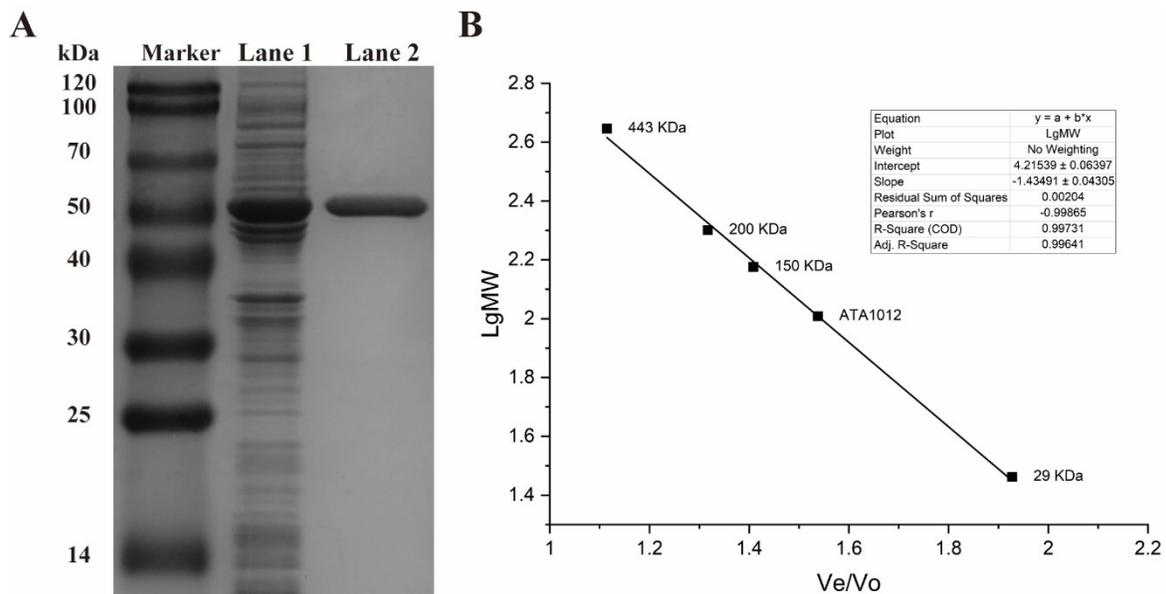 A
kDa Marker Lane 1 Lane 2
120
100
70
50
40
30
25
14
B
LgMW
2.8
2.6
2.4
2.2
2
1.8
1.6
1.4
443 KDa
200 KDa
150 KDa
ATA1012
29 KDa
Equation y = a + b*x
Plot LgMW
Weight No Weighting
Intercept 4.21539 ± 0.06397
Slope -1.43491 ± 0.04305
Residual Sum of Squares 0.00204
Pearson's r -0.99865
R-Square (COD) 0.99731
Adj. R-Square 0.99641
1 1.2 1.4 1.6 1.8 2 2.2
Ve/Vo